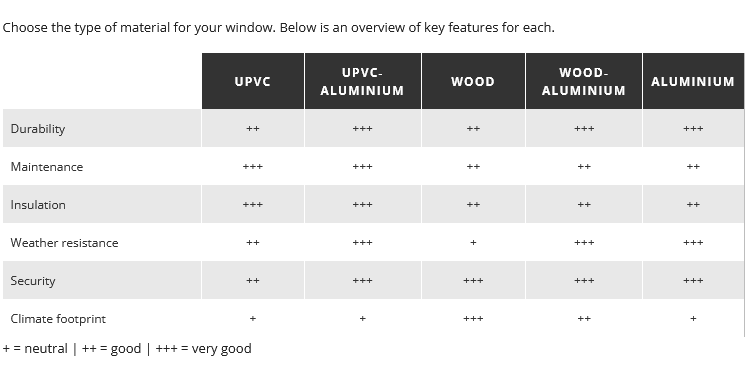 Choose the type of material for your window. Below is an overview of key features for each.
UPVC UPVC-ALUMINIUM WOOD WOOD-ALUMINIUM ALUMINIUM
Durability ++ +++ ++ +++ +++
Maintenance +++ +++ ++ ++ ++
Insulation +++ +++ ++ ++ ++
Weather resistance ++ +++ + +++ +++
Security ++ +++ +++ +++ +++
Climate footprint + + +++ ++ +
+ = neutral | ++ = good | +++ = very good